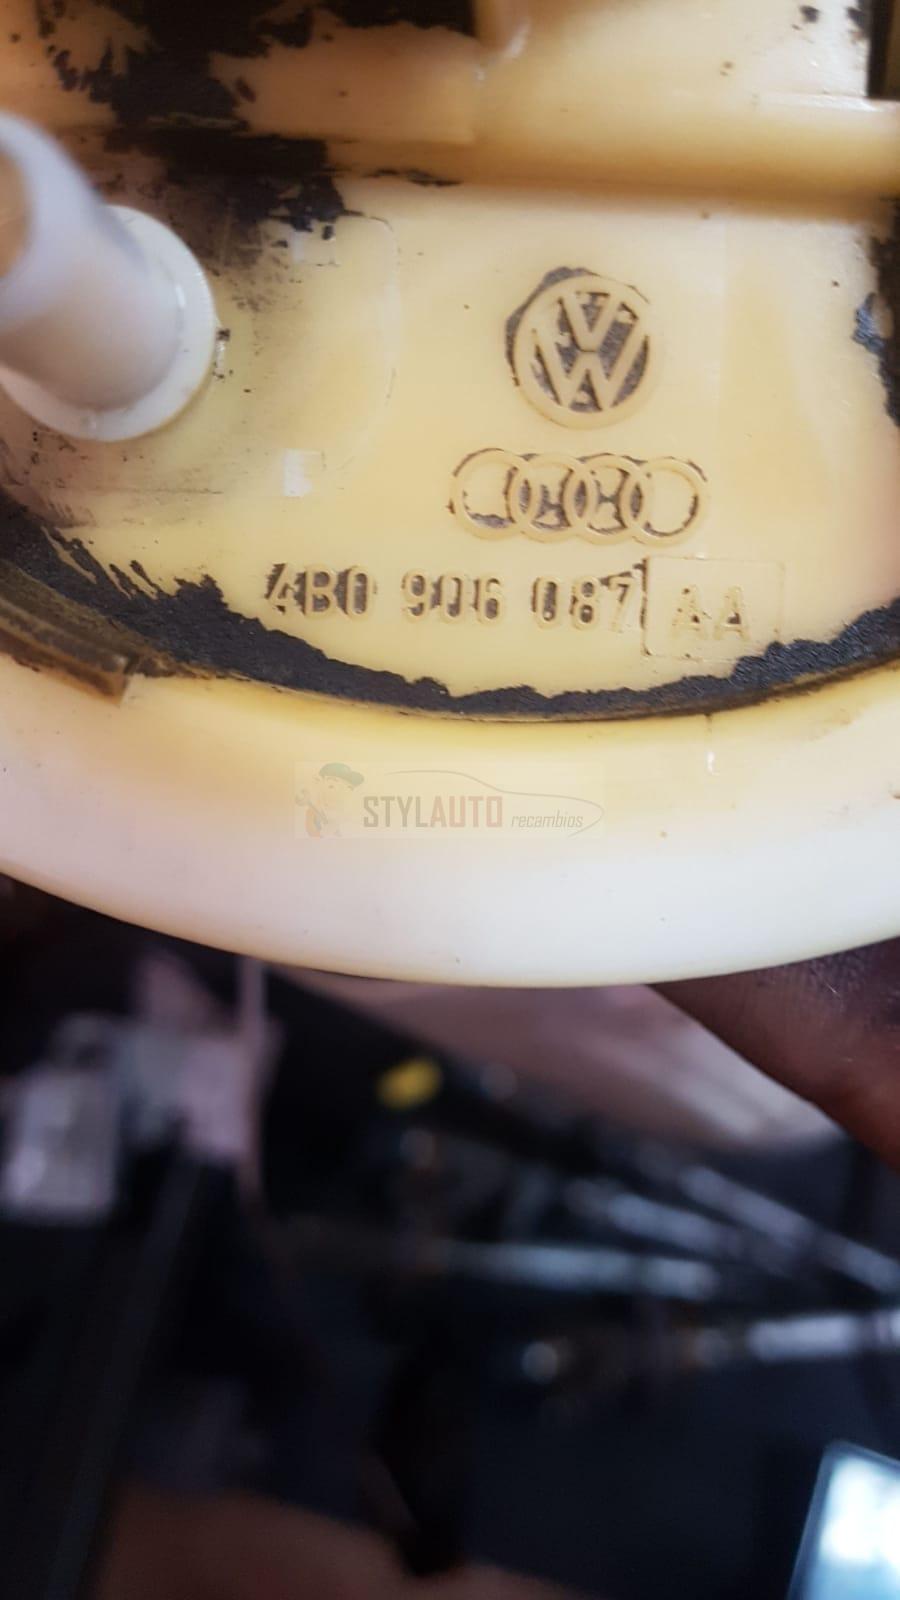 4B0 906 087 AA
STYLAUTO recambios